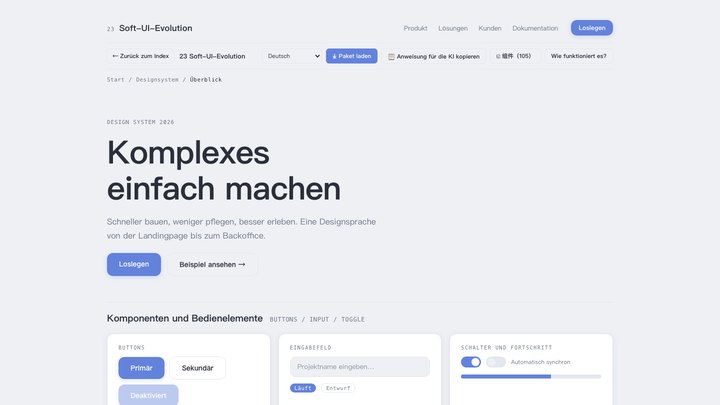 23 Soft-UI-Evolution
Produkt Lösungen Kunden Dokumentation Loslegen
← Zurück zum Index 23 Soft-UI-Evolution Deutsch ↓ Paket laden 📋 Anweisung für die KI kopieren 组件 (105) Wie funktioniert es?
Start / Designsystem / Überblick
DESIGN SYSTEM 2026
Komplexes
einfach machen
Schneller bauen, weniger pflegen, besser erleben. Eine Designsprache
von der Landingpage bis zum Backoffice.
Loslegen Beispiel ansehen →
Komponenten und Bedienelemente BUTTONS / INPUT / TOGGLE
BUTTONS
Primär Sekundär
Deaktiviert
EINGABEFELD
Projektname eingeben…
Läuft Entwurf
SCHALTER UND FORTSCHRITT
Automatisch synchron